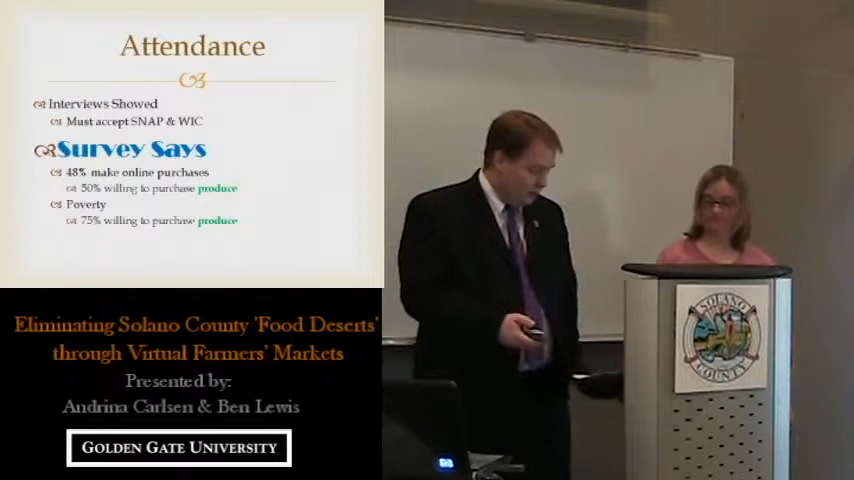 Attendance
Interviews Showed
Must accept SNAP & WIC
Survey Says
48% make online purchases
50% willing to purchase produce
Poverty
75% willing to purchase produce
Eliminating Solano County 'Food Deserts'
through Virtual Farmers' Markets
Presented by:
Andrina Carlsen & Ben Lewis
GOLDEN GATE UNIVERSITY
SOLANO
COUNTY